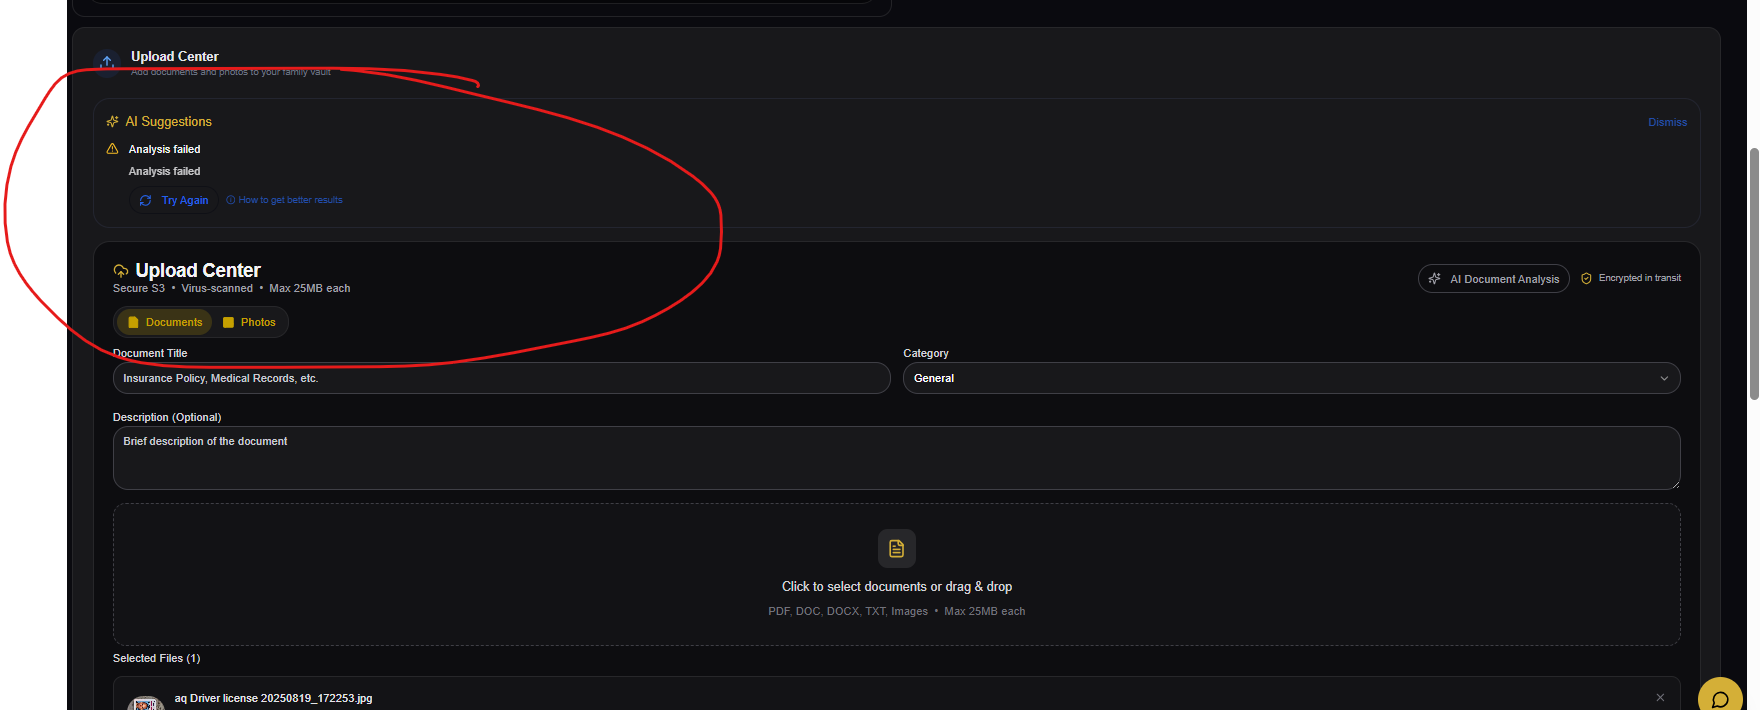 Upload Center
Add documents and photos to your family vault
AI Suggestions
Dismiss
Analysis failed
Analysis failed
Try Again
How to get better results
Upload Center
Secure S3 • Virus-scanned • Max 25MB each
AI Document Analysis
Encrypted in transit
Documents
Photos
Document Title
Category
Insurance Policy, Medical Records, etc.
General
Description (Optional)
Brief description of the document
Click to select documents or drag & drop
PDF, DOC, DOCX, TXT, Images • Max 25MB each
Selected Files (1)
aq Driver license 20250819_172253.jpg